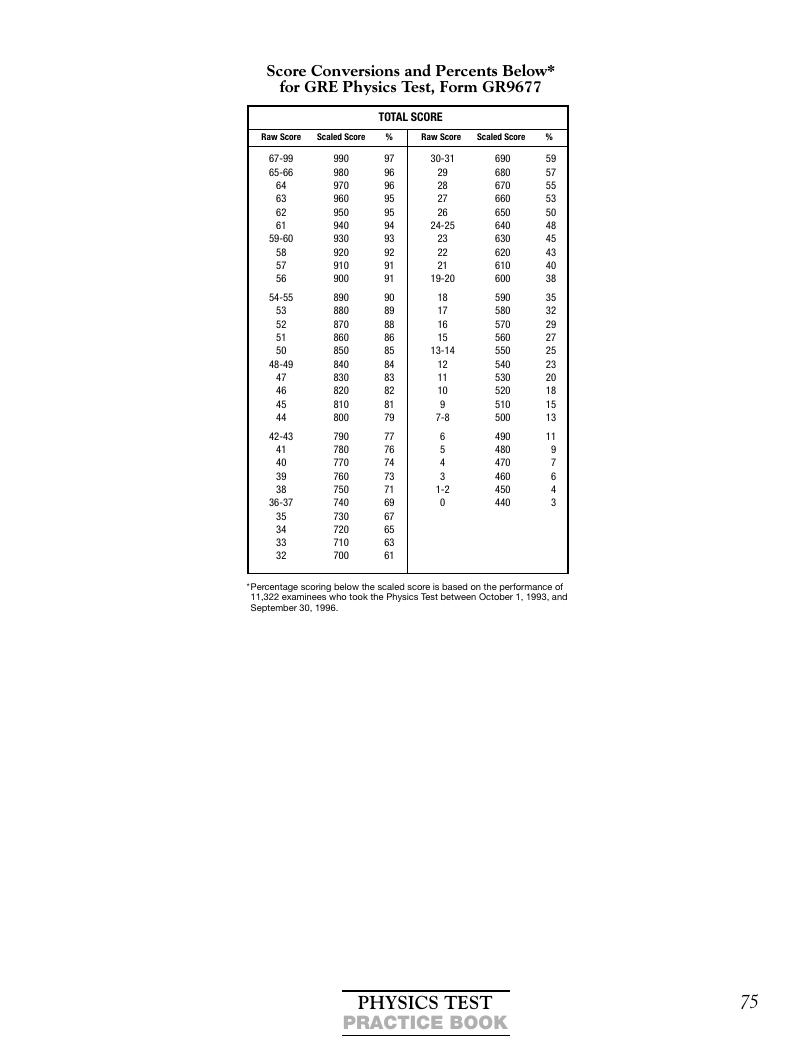 Score Conversions and Percents Below*
for GRE Physics Test, Form GR9677
TOTAL SCORE
Raw Score Scaled Score % Raw Score Scaled Score %
67-99 990 97 30-31 690 59
65-66 980 96 29 680 57
64 970 96 28 670 55
63 960 95 27 660 53
62 950 95 26 650 50
61 940 94 24-25 640 48
59-60 930 93 23 630 45
58 920 92 22 620 43
57 910 91 21 610 40
56 900 91 19-20 600 38
54-55 890 90 18 590 35
53 880 89 17 580 32
52 870 88 16 570 29
51 860 86 15 560 27
50 850 85 13-14 550 25
48-49 840 84 12 540 23
47 830 83 11 530 20
46 820 82 10 520 18
45 810 81 9 510 15
44 800 79 7-8 500 13
42-43 790 77 6 490 11
41 780 76 5 480 9
40 770 74 4 470 7
39 760 73 3 460 6
38 750 71 1-2 450 4
36-37 740 69 0 440 3
35 730 67
34 720 65
33 710 63
32 700 61
*Percentage scoring below the scaled score is based on the performance of
11,322 examinees who took the Physics Test between October 1, 1993, and
September 30, 1996.
PHYSICS TEST
PRACTICE BOOK
75